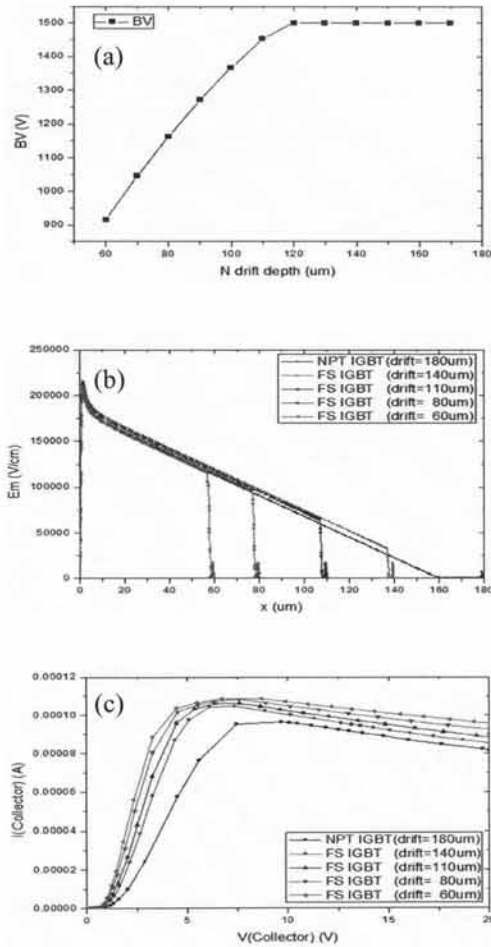 BV
(a)
1500
1400
1300
1200
1100
1000
900
BV (V)
60
80
100
120
140
160
180
N drift depth (um)
250000
200000
150000
100000
50000
0
Em (V/cm)
(b)
NPT IGBT(drift=180um)
FS IGBT (drift=140um)
FS IGBT (drift=110um)
FS IGBT (drift= 80um)
FS IGBT (drift= 60um)
0
20
40
60
80
100
120
140
160
180
x (um)
0.00012
0.00010
0.00008
0.00006
0.00004
0.00002
0.00000
I(Collector) (A)
(c)
NPT IGBT(drift=180um)
FS IGBT (drift=140um)
FS IGBT (drift=110um)
FS IGBT (drift= 80um)
FS IGBT (drift= 60um)
0
5
10
15
20
V(Collector) (V)